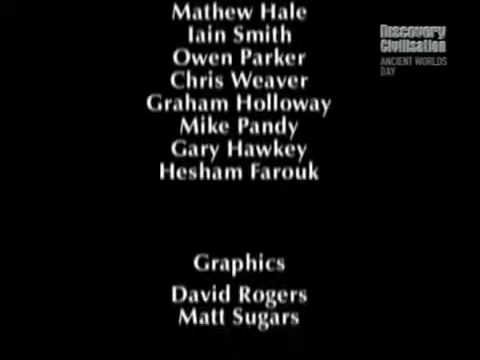 Mathew Hale
Iain Smith
Owen Parker
Chris Weaver
Graham Holloway
Mike Pandy
Gary Hawkey
Hesham Farouk
Graphics
David Rogers
Matt Sugars
Discovery
Civilisation
ANCIENT WORLDS
DAY